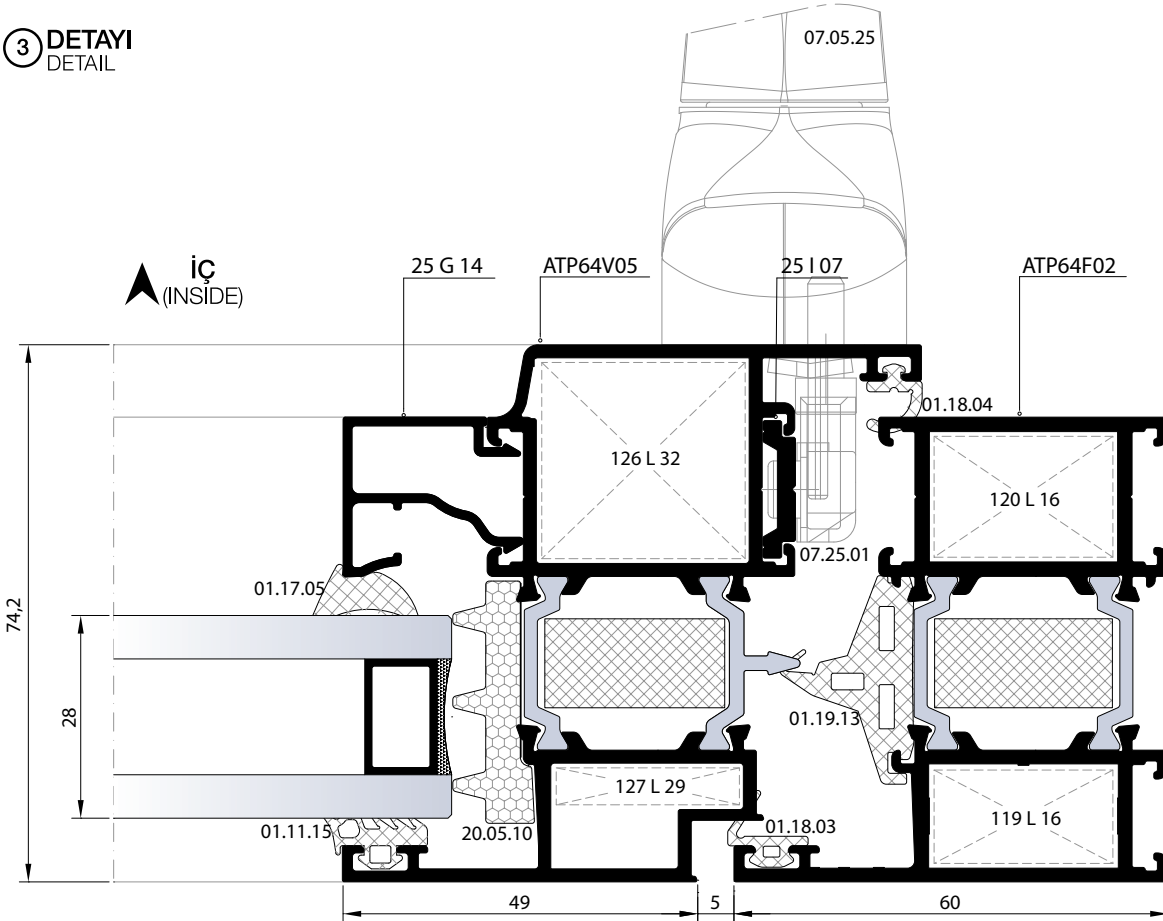 3 DETAYI
DETAIL
07.05.25
İÇ
(INSIDE)
25 G 14
ATP64V05
25 I 07
ATP64F02
01.18.04
126 L 32
120 L 16
07.25.01
01.17.05
74,2
28
01.19.13
127 L 29
119 L 16
01.11.15
20.05.10
01.18.03
49
5
60